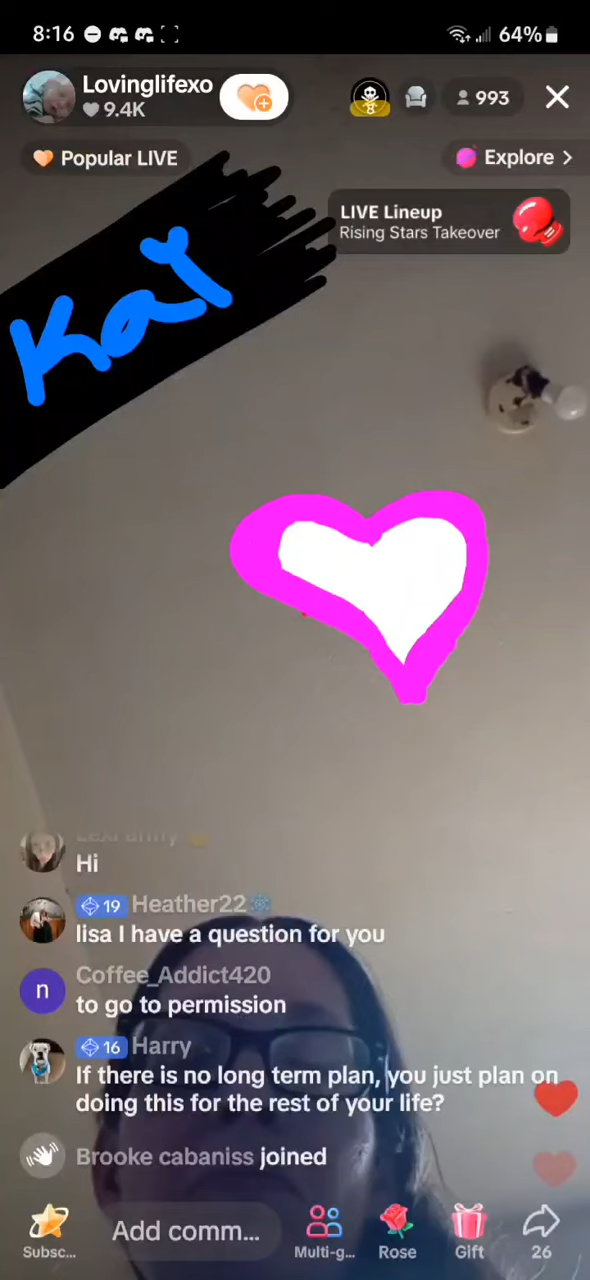 8:16
64%
Lovinglifexo
9.4K
993
Popular LIVE
Explore >
LIVE Lineup
Rising Stars Takeover
Kay
Hi
19 Heather22
lisa I have a question for you
n
Coffee_Addict420
to go to permission
16 Harry
If there is no long term plan, you just plan on
doing this for the rest of your life?
Brooke cabaniss joined
Add comm...
Subsc...
Multi-g...
Rose
Gift
26